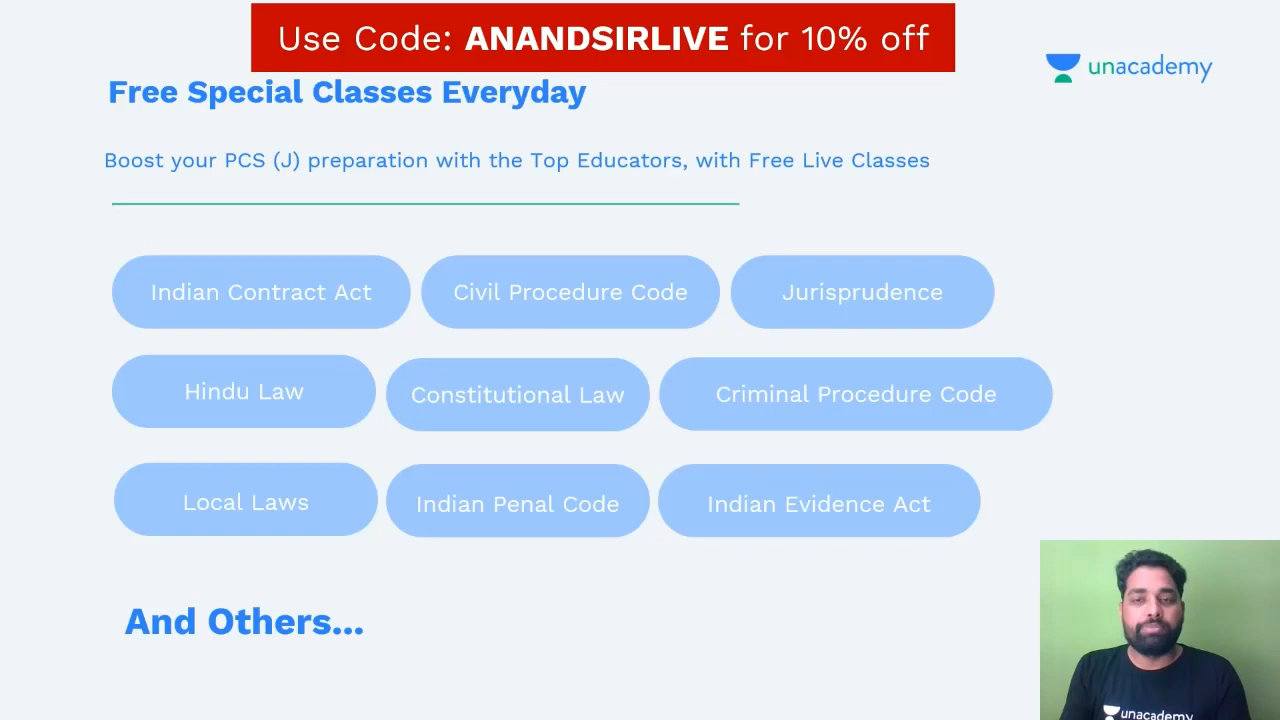 Use Code: ANANDSIRLIVE for 10% off
unacademy
Free Special Classes Everyday
Boost your PCS (J) preparation with the Top Educators, with Free Live Classes
Indian Contract Act
Civil Procedure Code
Jurisprudence
Hindu Law
Constitutional Law
Criminal Procedure Code
Local Laws
Indian Penal Code
Indian Evidence Act
And Others...
unacademy